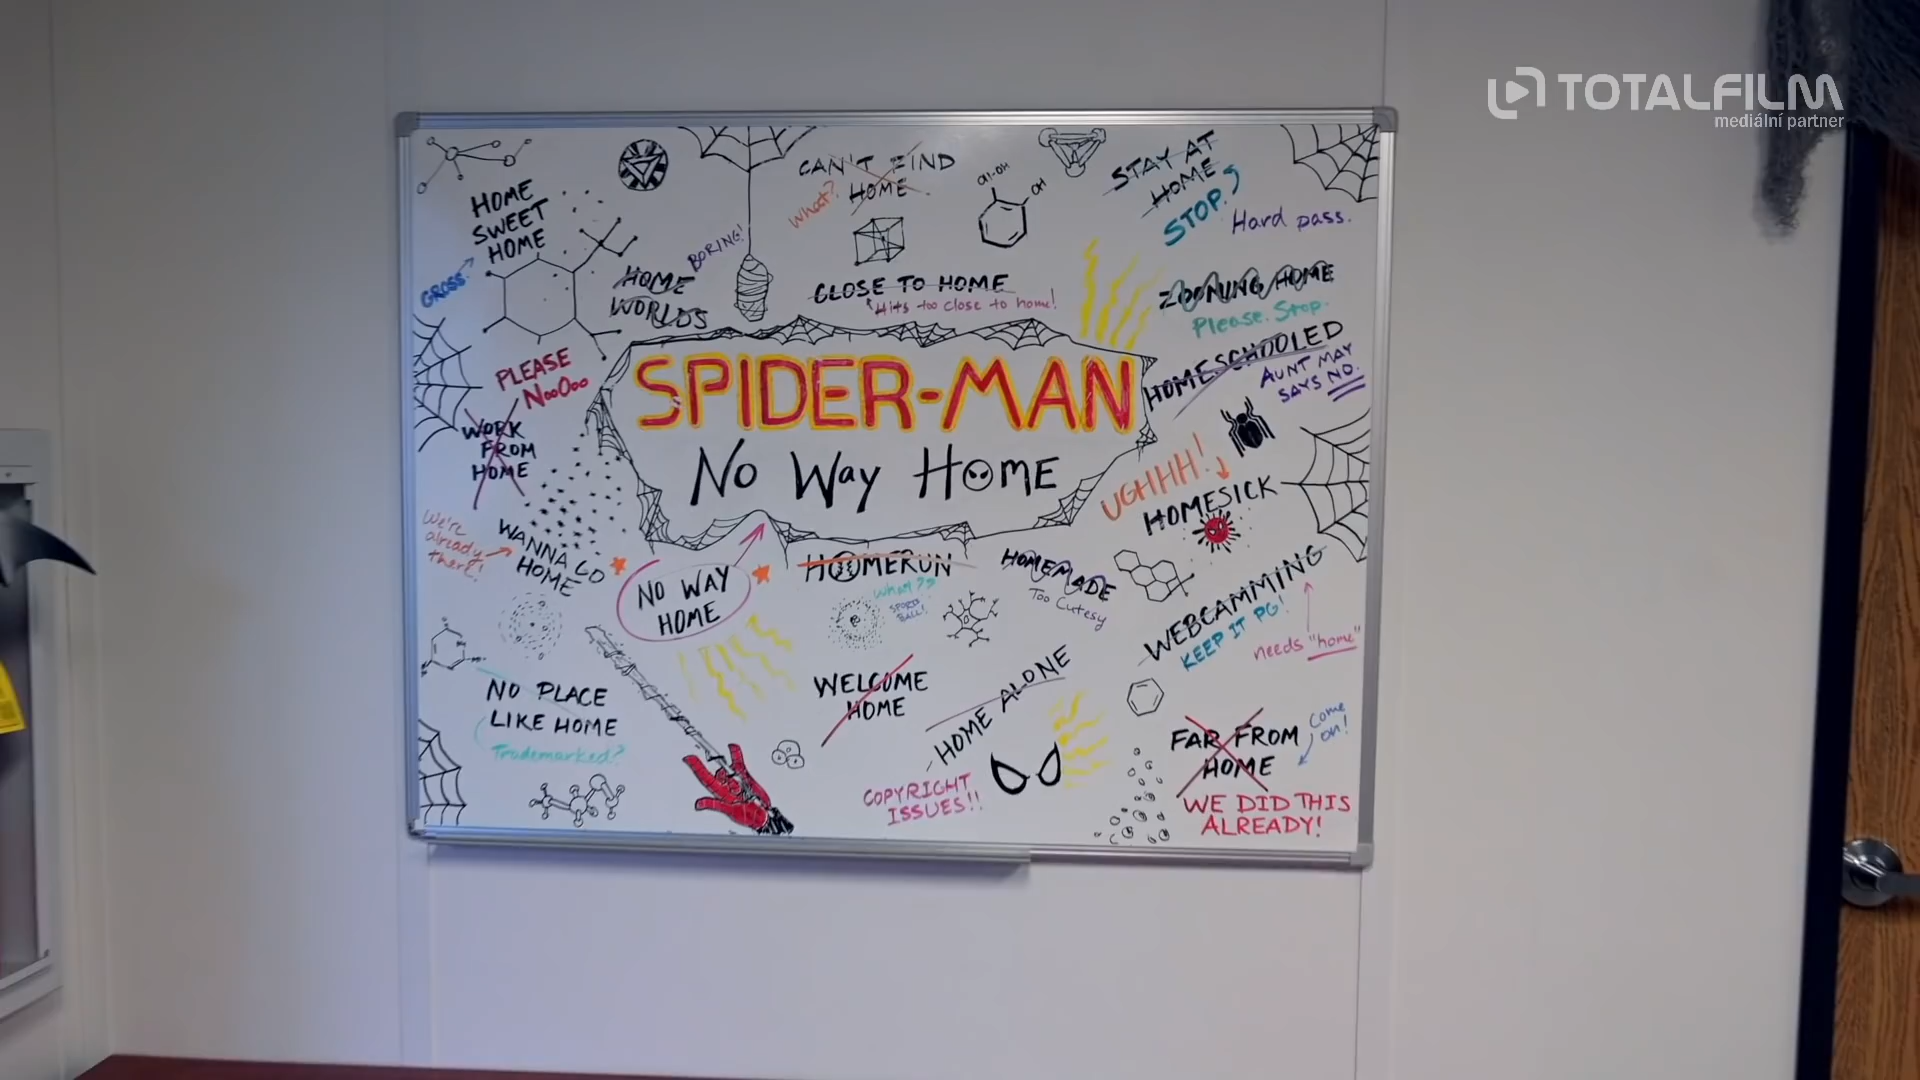 TOTALFILM
mediální partner
HOME
SWEET
HOME
GROSS.
HOME
WORLDS
BORING!
CAN'T FIND
HOME
What?
CLOSE TO HOME
Hits too close to home!
STAY AT
HOME
STOP.
Hard pass.
ZOOMING HOME
Please. Stop.
HOMESCHOOLED
AUNT MAY
SAYS NO.
PLEASE
NooOoo
WORK
FROM
HOME
SPIDER-MAN
No Way Home
UGHHH!
HOMESICK
We're
already
there!
WANNA GO
HOME
NO WAY
HOME
HOMERUN
what??
SPORTS
BALL!
HOMEMADE
Too Cutesy
WEBCAMMING
KEEP IT PG!
needs "home"
NO PLACE
LIKE HOME
Trademarked?
WELCOME
HOME
HOME ALONE
COPYRIGHT
ISSUES!!
FAR FROM
HOME
Come
on!
WE DID THIS
ALREADY!